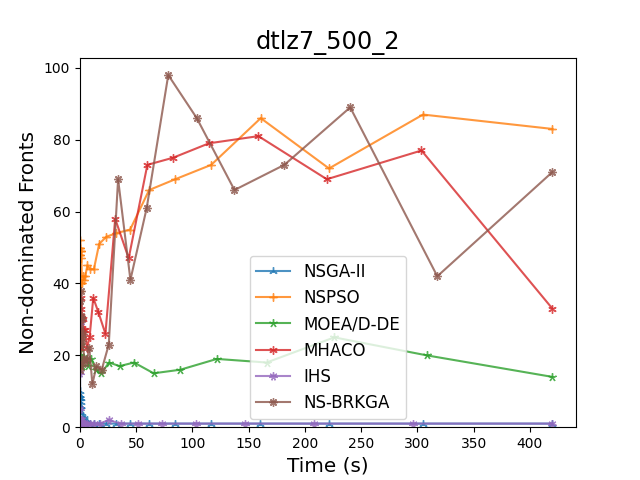 dtlz7_500_2
Non-dominated Fronts
100
80
60
40
20
0
NSGA-II
NSPSO
MOEA/D-DE
MHACO
IHS
NS-BRKGA
0 50 100 150 200 250 300 350 400
Time (s)